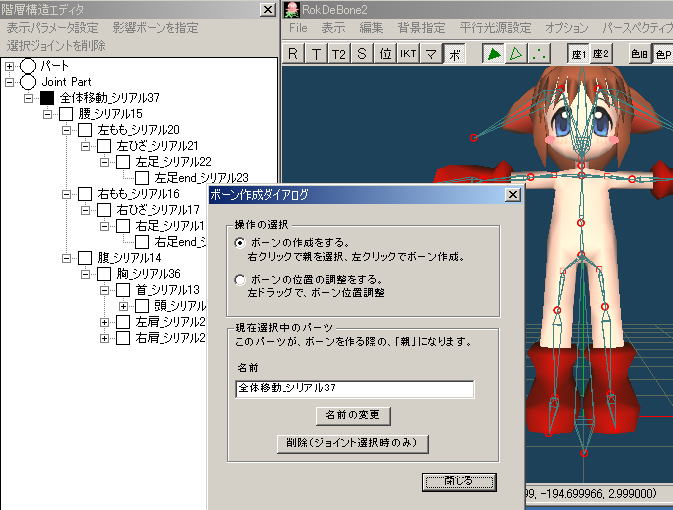 階層構造エディタ
表示パラメータ設定 影響ボーンを指定
選択ジョイントを削除
パート
Joint Part
全体移動_シリアル37
腰_シリアル15
左もも_シリアル20
左ひざ_シリアル21
左足_シリアル22
左足end_シリアル23
右もも_シリアル16
右ひざ_シリアル17
右足_シリアル1
右足end_シ
腹_シリアル14
胸_シリアル36
首_シリアル13
頭_シリアル
左肩_シリアル2
右肩_シリアル2
RokDeBone2
File 表示 編集 背景指定 平行光源設定 オプション パースペクティブ
R T T2 S 位 IKT マ ボ 座1 座2 色旧 色P
ボーン作成ダイアログ
操作の選択
ボーンの作成をする。
右クリックで親を選択、左クリックでボーン作成。
ボーンの位置の調整をする。
左ドラッグで、ボーン位置調整
現在選択中のパーツ
このパーツが、ボーンを作る際の、「親」になります。
名前
全体移動_シリアル37
名前の変更
削除(ジョイント選択時のみ)
閉じる
99, -194.699966, 2.999000)